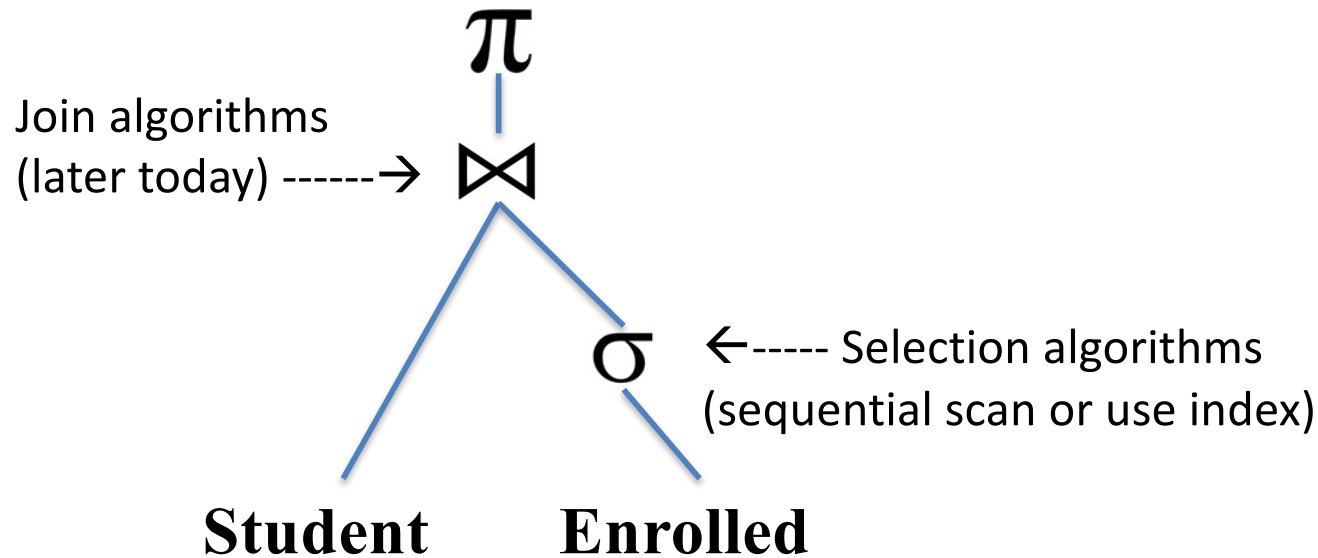 π
Join algorithms
(later today) ------→ ⋈
σ ←----- Selection algorithms
(sequential scan or use index)
Student Enrolled